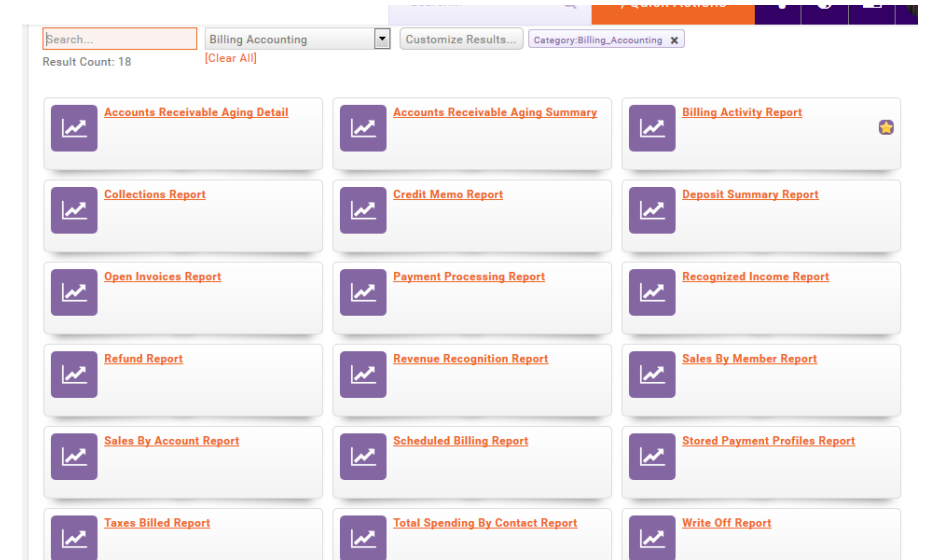 Quick Actions
Search...
Billing Accounting
Customize Results...
Category:Billing_Accounting
Result Count: 18
[Clear All]
Accounts Receivable Aging Detail
Accounts Receivable Aging Summary
Billing Activity Report
Collections Report
Credit Memo Report
Deposit Summary Report
Open Invoices Report
Payment Processing Report
Recognized Income Report
Refund Report
Revenue Recognition Report
Sales By Member Report
Sales By Account Report
Scheduled Billing Report
Stored Payment Profiles Report
Taxes Billed Report
Total Spending By Contact Report
Write Off Report